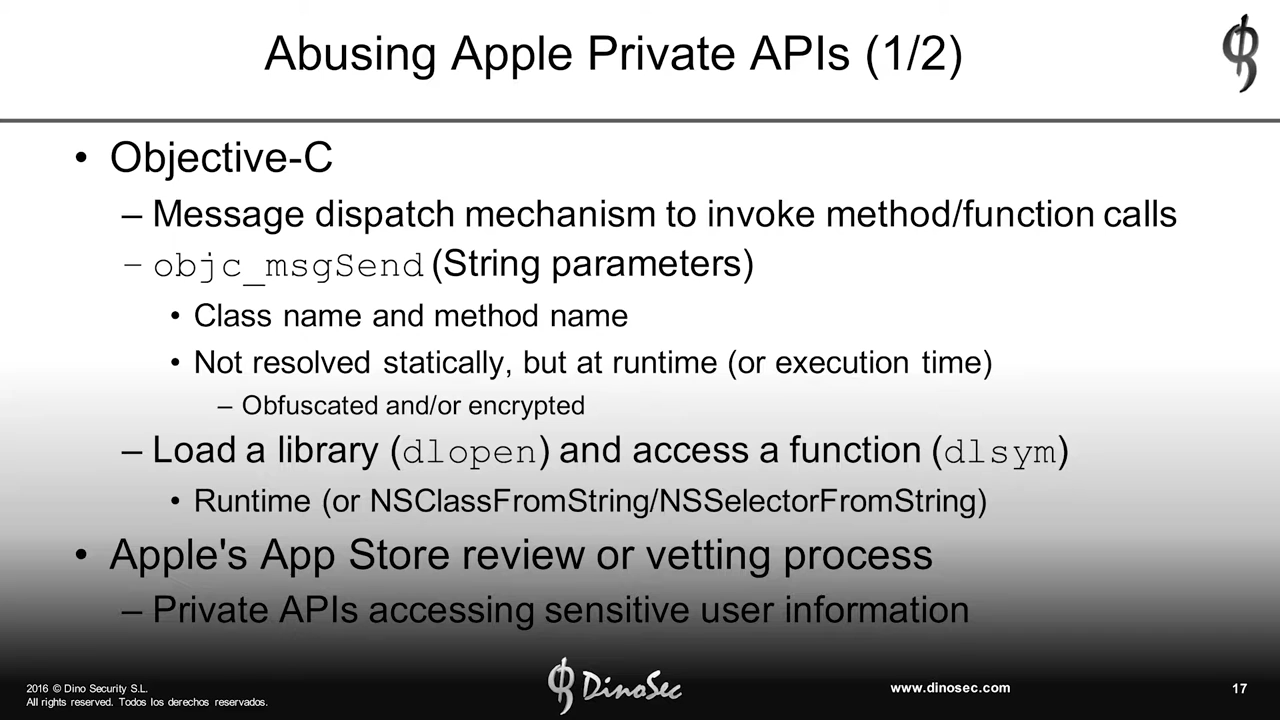 Abusing Apple Private APIs (1/2)
• Objective-C
– Message dispatch mechanism to invoke method/function calls
– objc_msgSend (String parameters)
• Class name and method name
• Not resolved statically, but at runtime (or execution time)
– Obfuscated and/or encrypted
– Load a library (dlopen) and access a function (dlsym)
• Runtime (or NSClassFromString/NSSelectorFromString)
• Apple's App Store review or vetting process
– Private APIs accessing sensitive user information
2016 © Dino Security S.L.
All rights reserved. Todos los derechos reservados.
DinoSec
www.dinosec.com
17